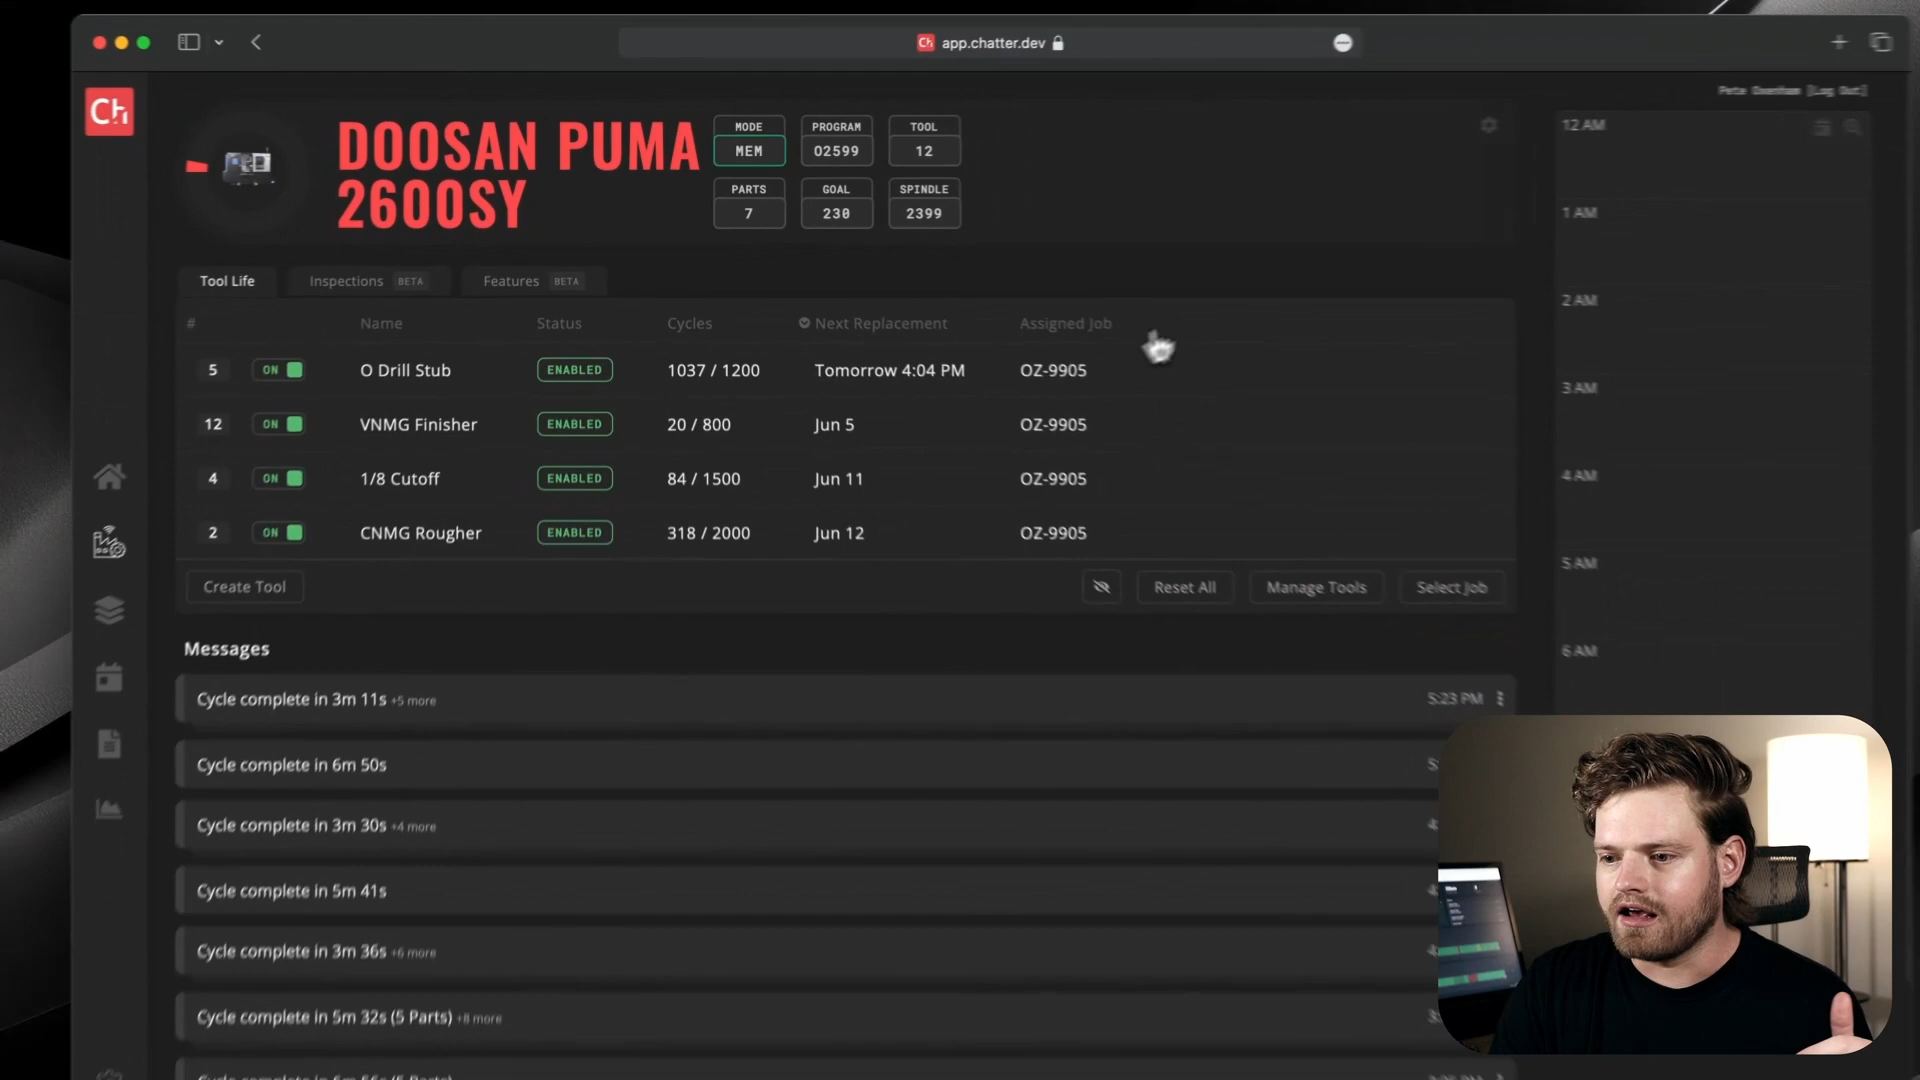 app.chatter.dev
Ch
DOOSAN PUMA
2600SY
MODE
MEM
PROGRAM
O2599
TOOL
12
PARTS
7
GOAL
230
SPINDLE
2399
[Log Out]
Tool Life
Inspections BETA
Features BETA
# Name Status Cycles Next Replacement Assigned Job
5 ON O Drill Stub ENABLED 1037 / 1200 Tomorrow 4:04 PM OZ-9905
12 ON VNMG Finisher ENABLED 20 / 800 Jun 5 OZ-9905
4 ON 1/8 Cutoff ENABLED 84 / 1500 Jun 11 OZ-9905
2 ON CNMG Rougher ENABLED 318 / 2000 Jun 12 OZ-9905
Create Tool
Reset All
Manage Tools
Select Job
Messages
Cycle complete in 3m 11s +5 more 5:23 PM
Cycle complete in 6m 50s
Cycle complete in 3m 30s +4 more
Cycle complete in 5m 41s
Cycle complete in 3m 36s +6 more
Cycle complete in 5m 32s (5 Parts) +8 more
12 AM
1 AM
2 AM
3 AM
4 AM
5 AM
6 AM